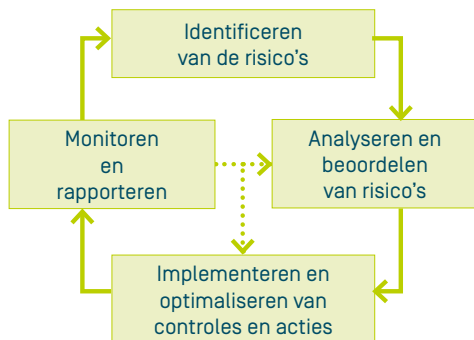 Identificeren
van de risico's
Monitoren
en
rapporteren
Analyseren en
beoordelen
van risico's
Implementeren en
optimaliseren van
controles en acties